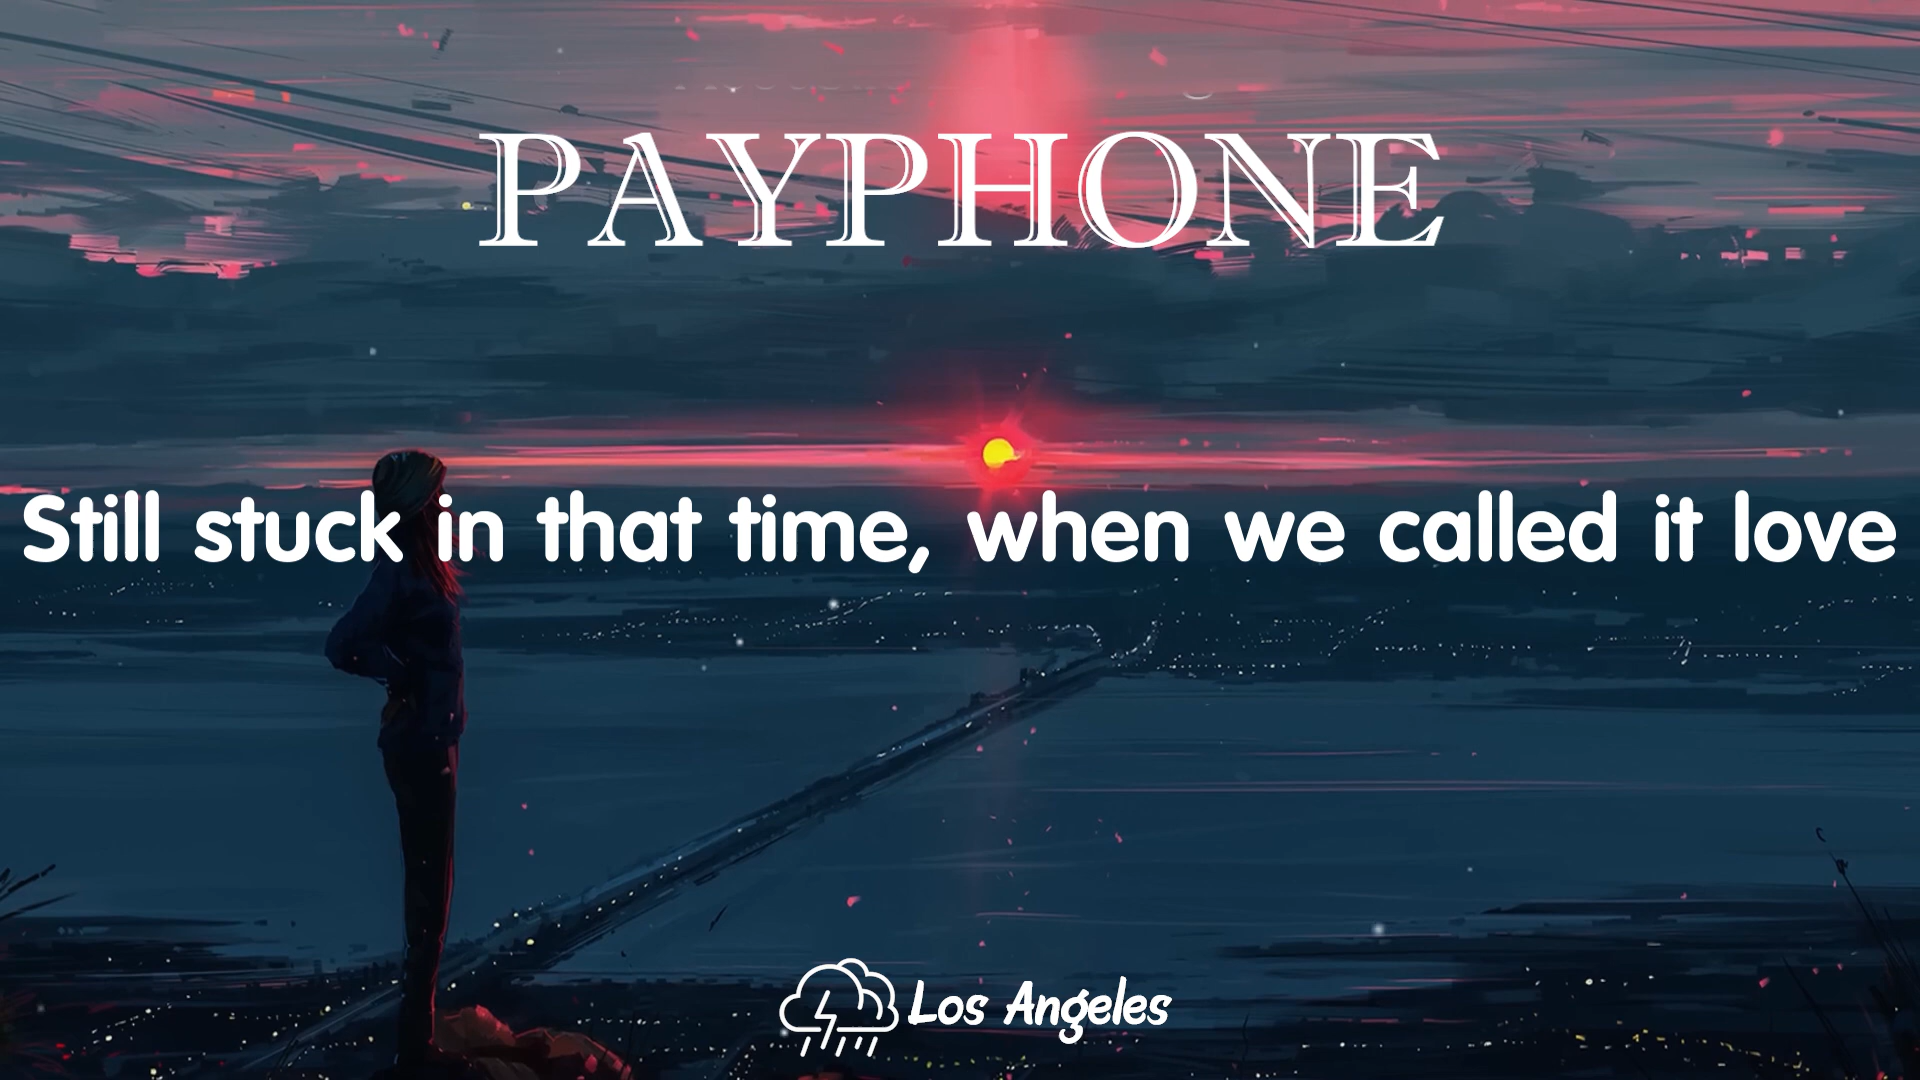 PAYPHONE
Still stuck in that time, when we called it love
Los Angeles